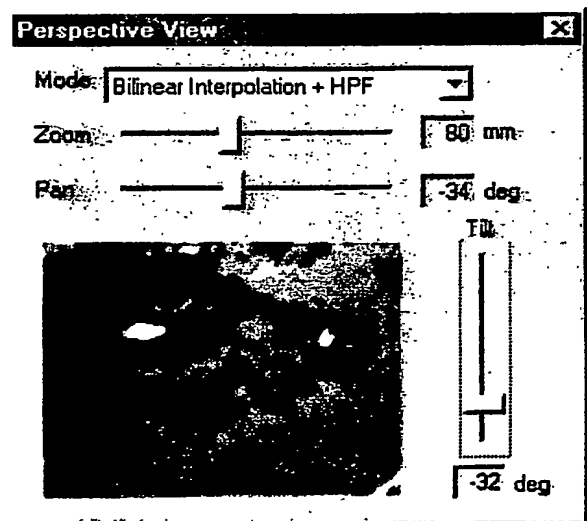 Perspective View
Mode Bilinear Interpolation + HPF
Zoom 80 mm
Pan -34 deg
Tilt
-32 deg